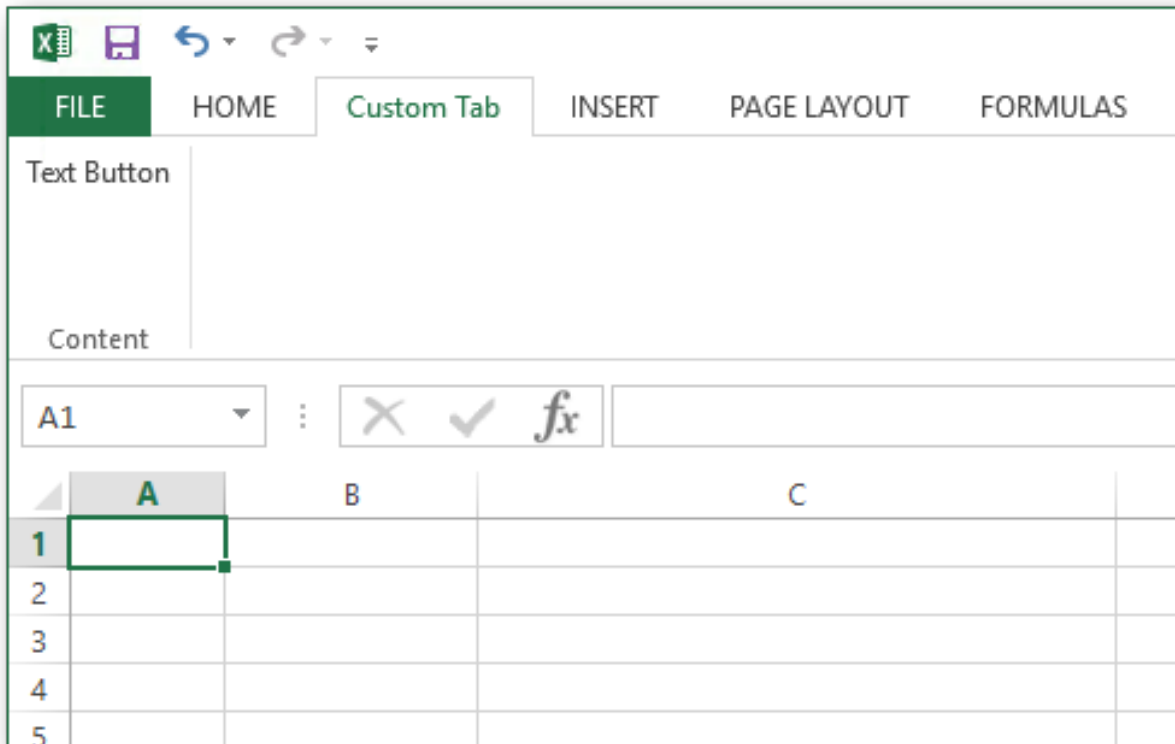 FILE HOME Custom Tab INSERT PAGE LAYOUT FORMULAS
Text Button
Content
A1 fx
A B C
1
2
3
4
5